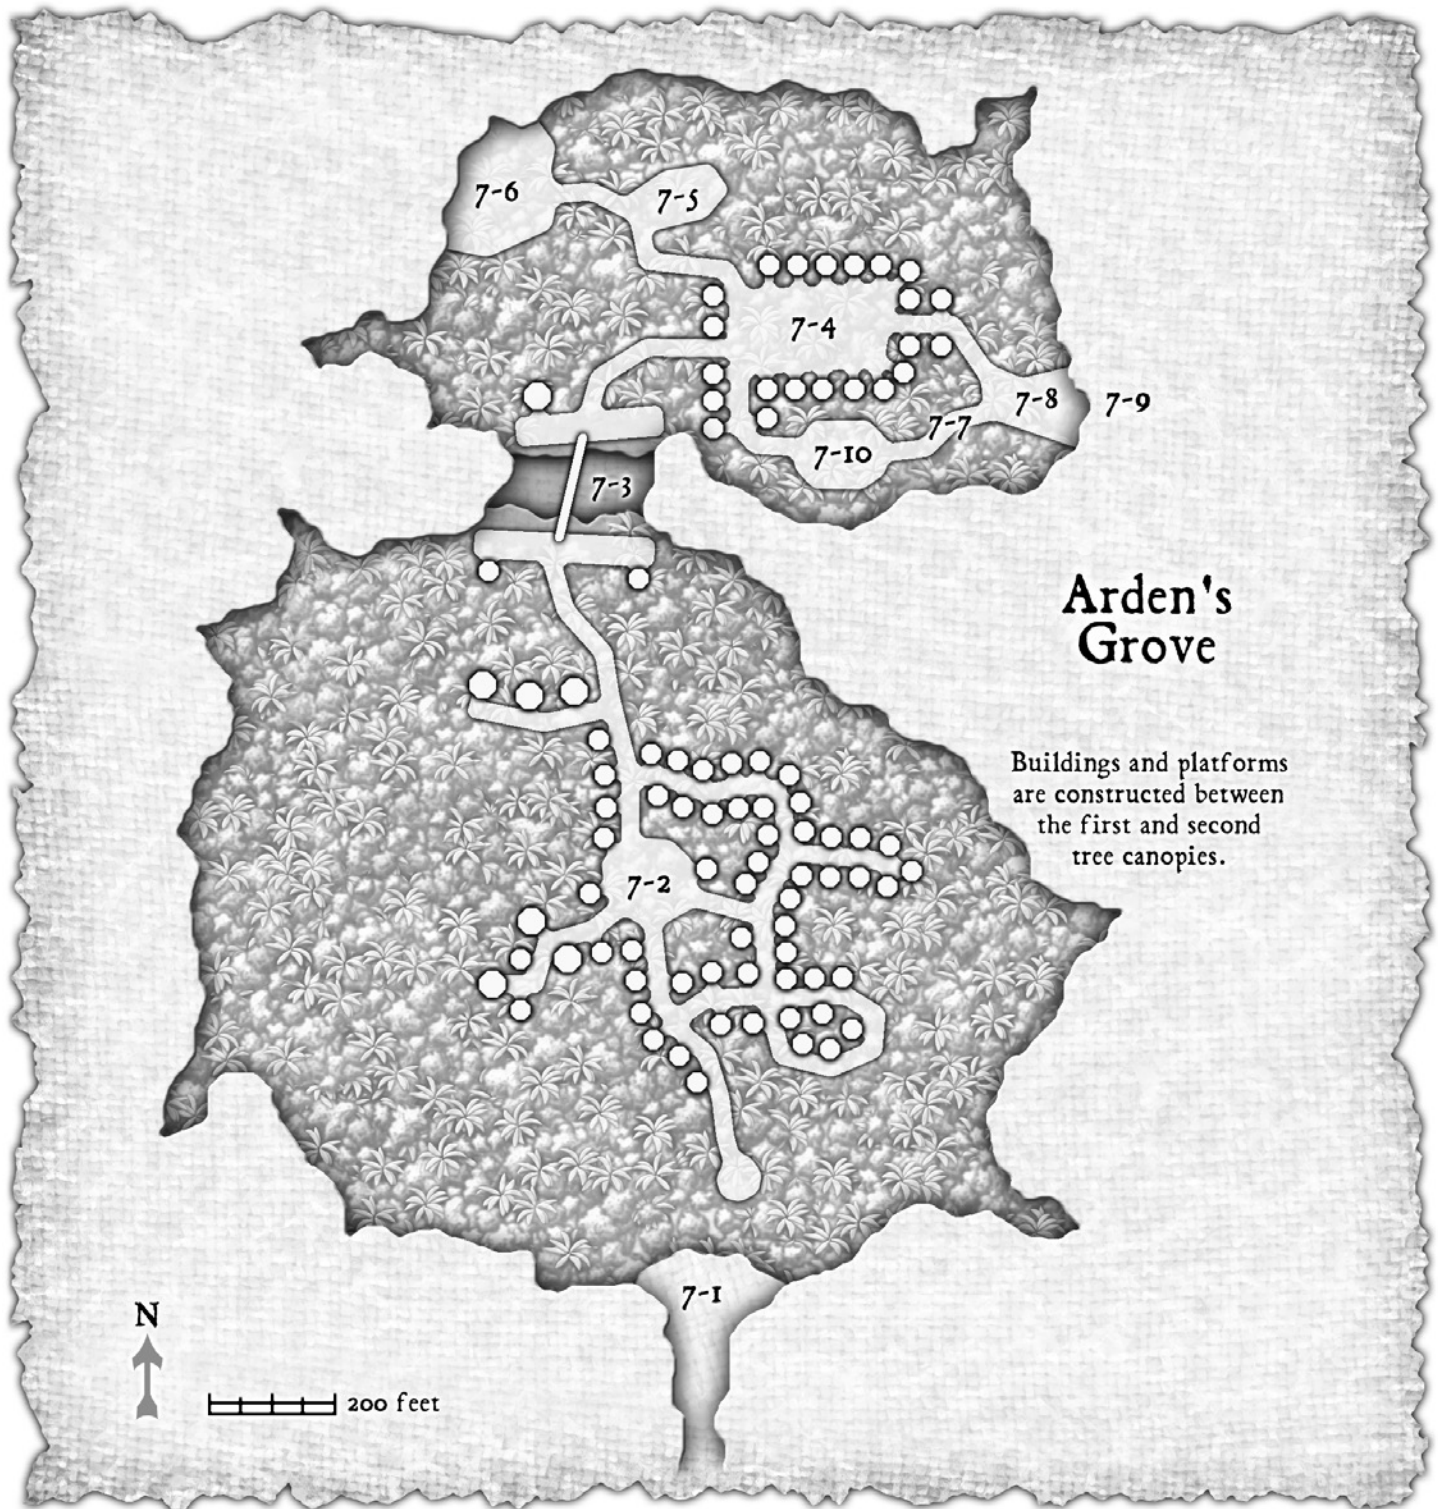 7-6
7-5
7-4
7-8
7-9
7-7
7-10
7-3
Arden's
Grove
Buildings and platforms
are constructed between
the first and second
tree canopies.
7-2
7-1
N
200 feet